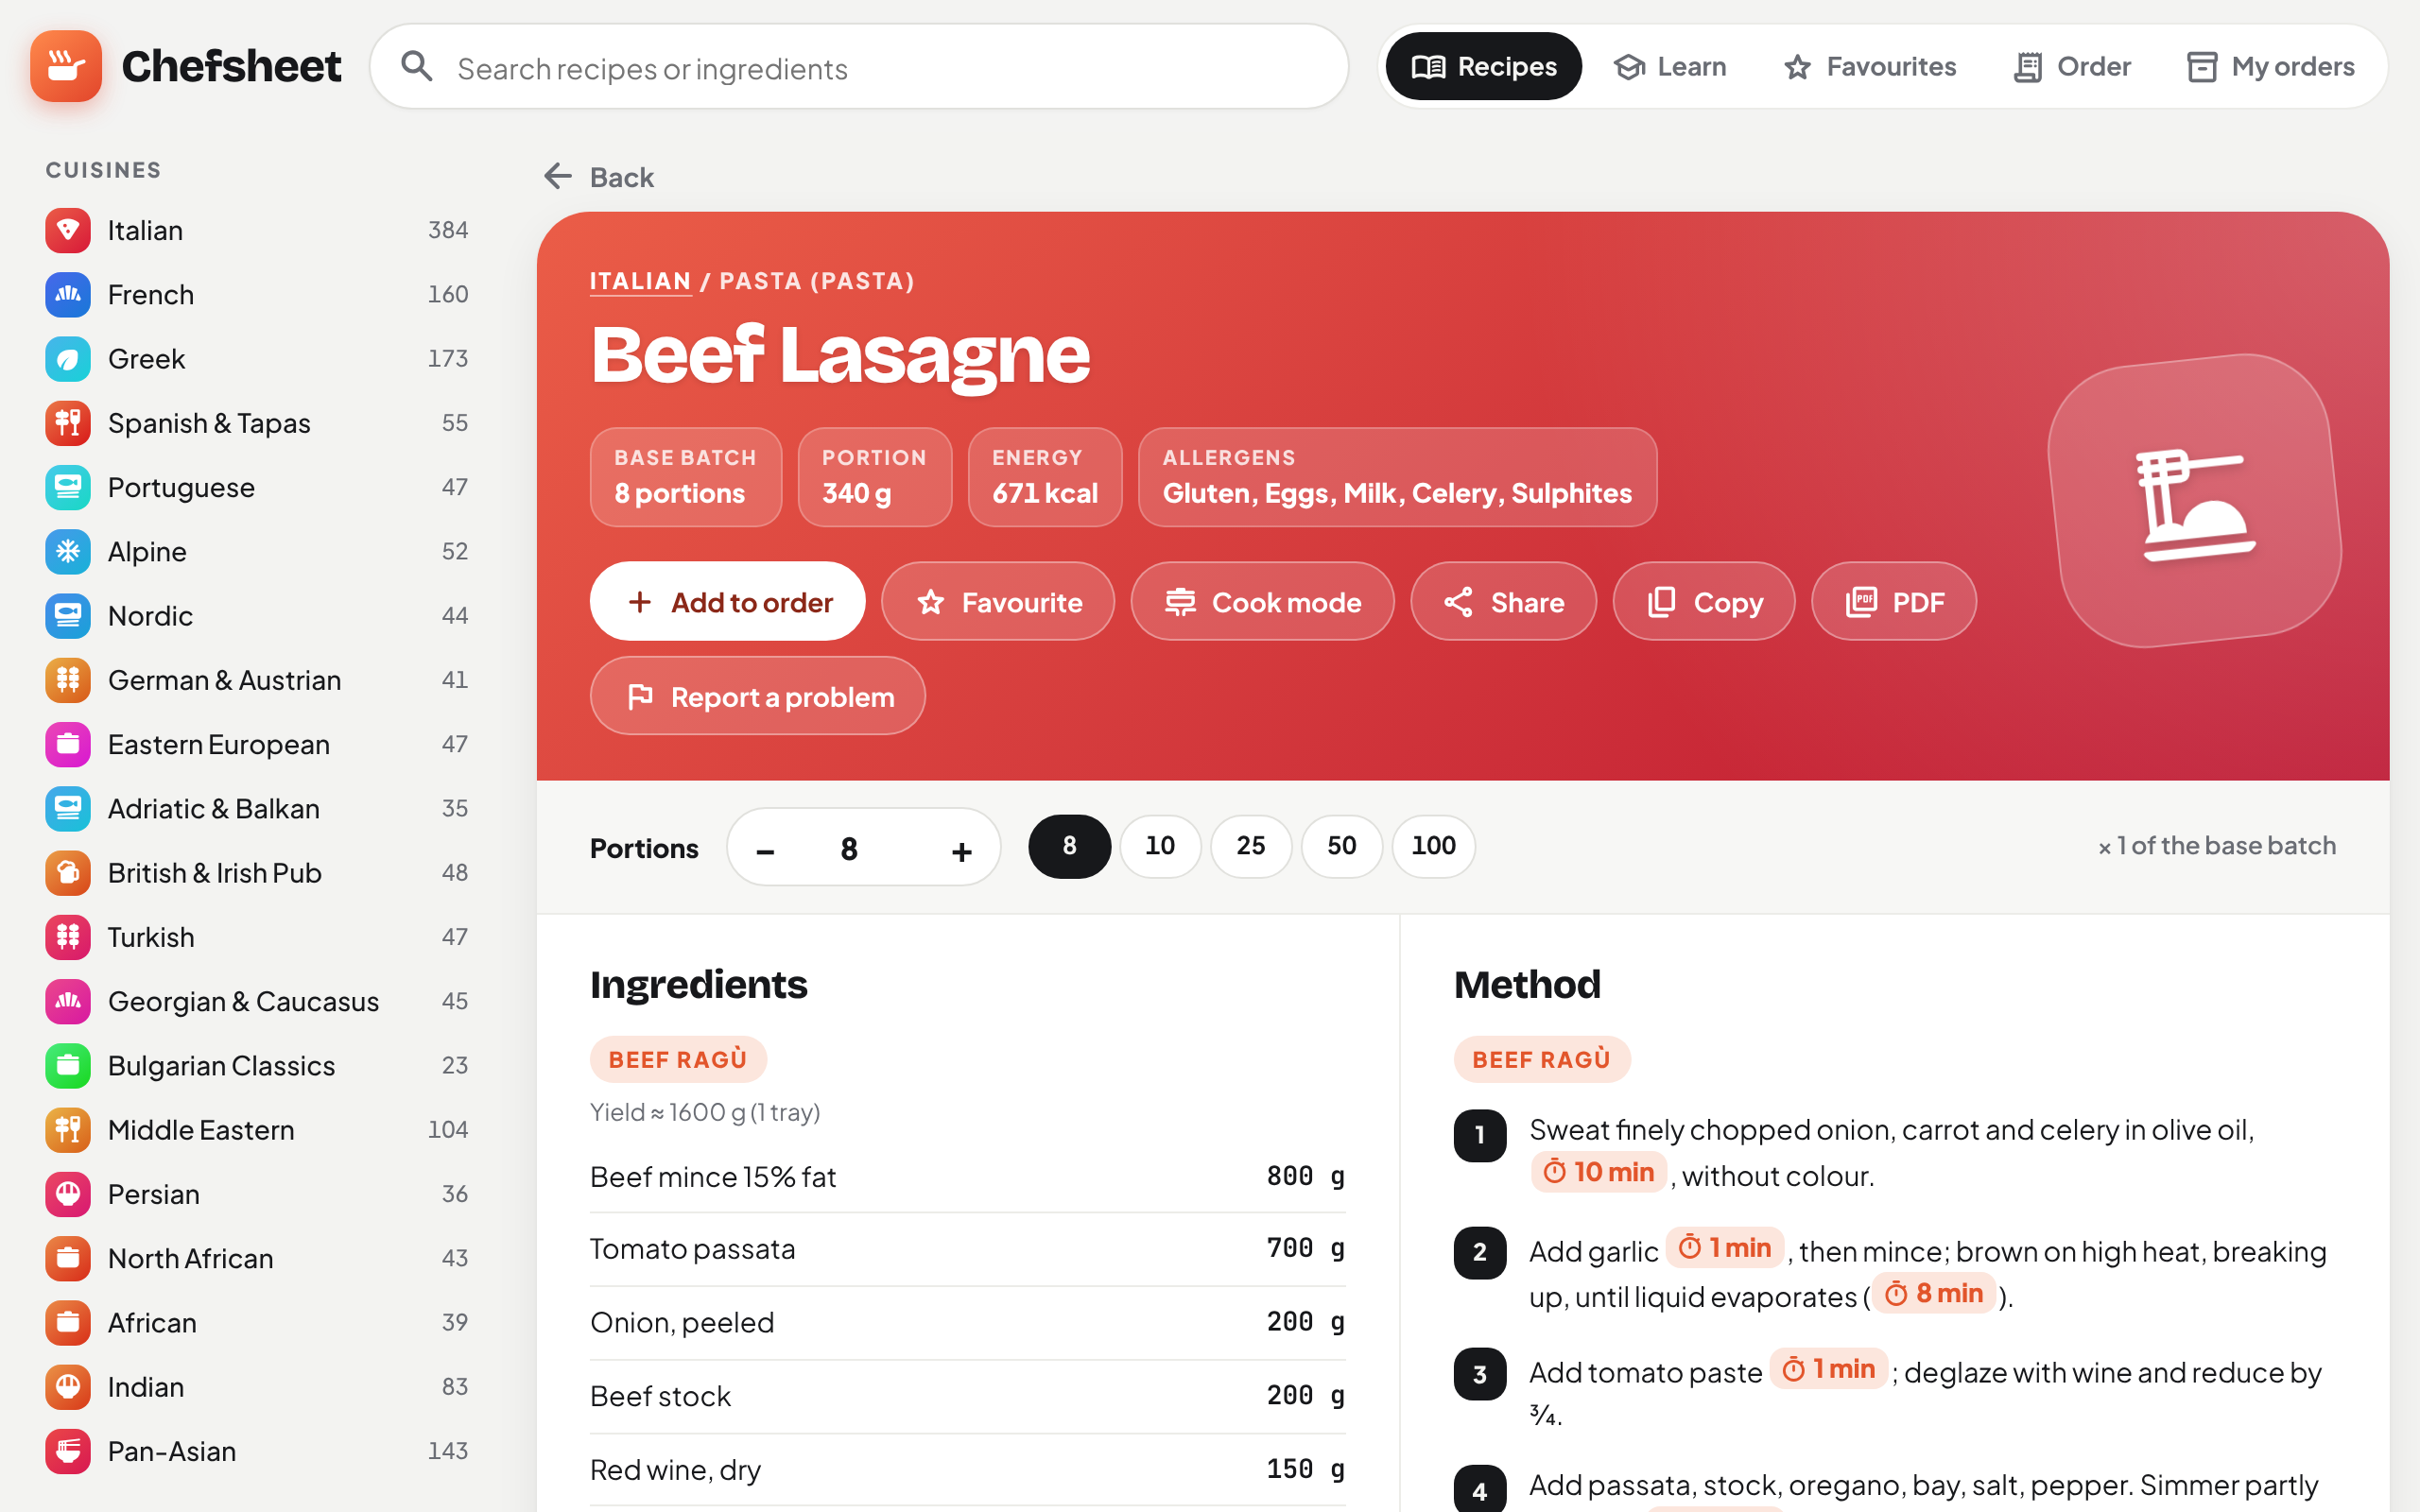 Chefsheet
Search recipes or ingredients
Recipes
Learn
Favourites
Order
My orders
CUISINES
Italian 384
French 160
Greek 173
Spanish & Tapas 55
Portuguese 47
Alpine 52
Nordic 44
German & Austrian 41
Eastern European 47
Adriatic & Balkan 35
British & Irish Pub 48
Turkish 47
Georgian & Caucasus 45
Bulgarian Classics 23
Middle Eastern 104
Persian 36
North African 43
African 39
Indian 83
Pan-Asian 143
Back
ITALIAN / PASTA (PASTA)
Beef Lasagne
BASE BATCH
8 portions
PORTION
340 g
ENERGY
671 kcal
ALLERGENS
Gluten, Eggs, Milk, Celery, Sulphites
+ Add to order
Favourite
Cook mode
Share
Copy
PDF
Report a problem
Portions − 8 + 8 10 25 50 100 × 1 of the base batch
Ingredients
BEEF RAGÙ
Yield ≈ 1600 g (1 tray)
Beef mince 15% fat 800 g
Tomato passata 700 g
Onion, peeled 200 g
Beef stock 200 g
Red wine, dry 150 g
Method
BEEF RAGÙ
1 Sweat finely chopped onion, carrot and celery in olive oil,
10 min , without colour.
2 Add garlic 1 min , then mince; brown on high heat, breaking
up, until liquid evaporates ( 8 min ).
3 Add tomato paste 1 min ; deglaze with wine and reduce by
¾.
4 Add passata, stock, oregano, bay, salt, pepper. Simmer partly